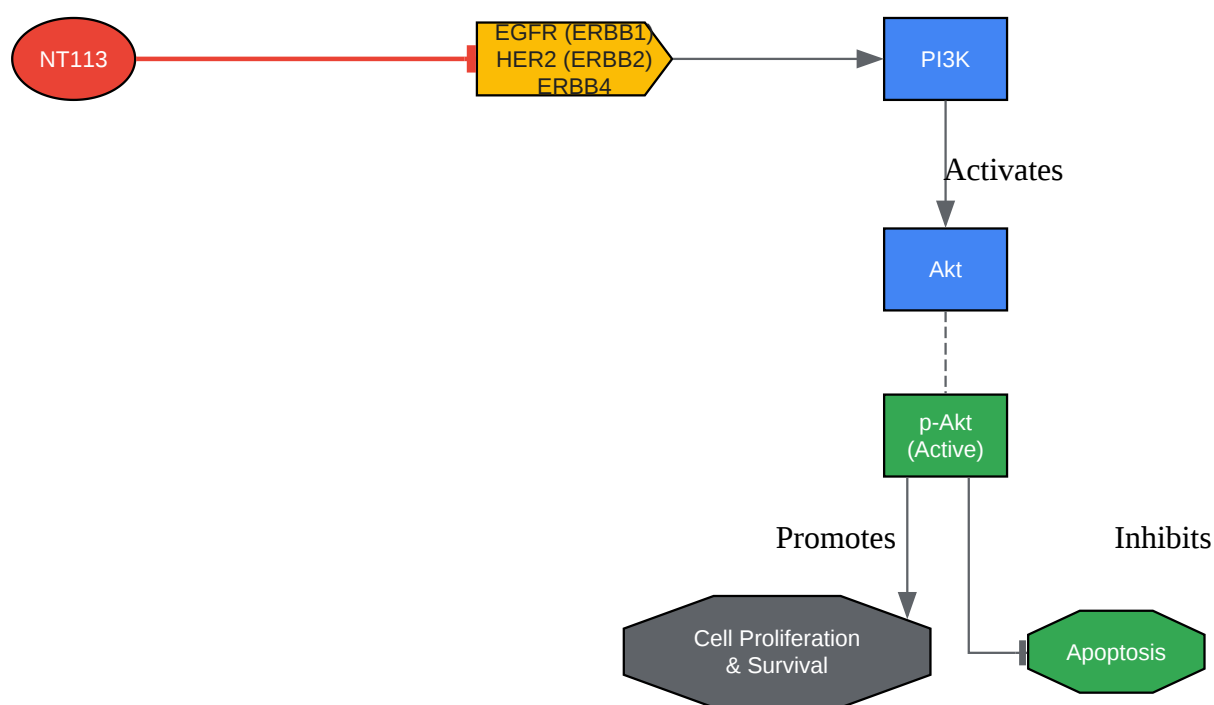 NT113
EGFR (ERBB1)
HER2 (ERBB2)
ERBB4
PI3K
Activates
Akt
p-Akt
(Active)
Promotes
Inhibits
Cell Proliferation
& Survival
Apoptosis